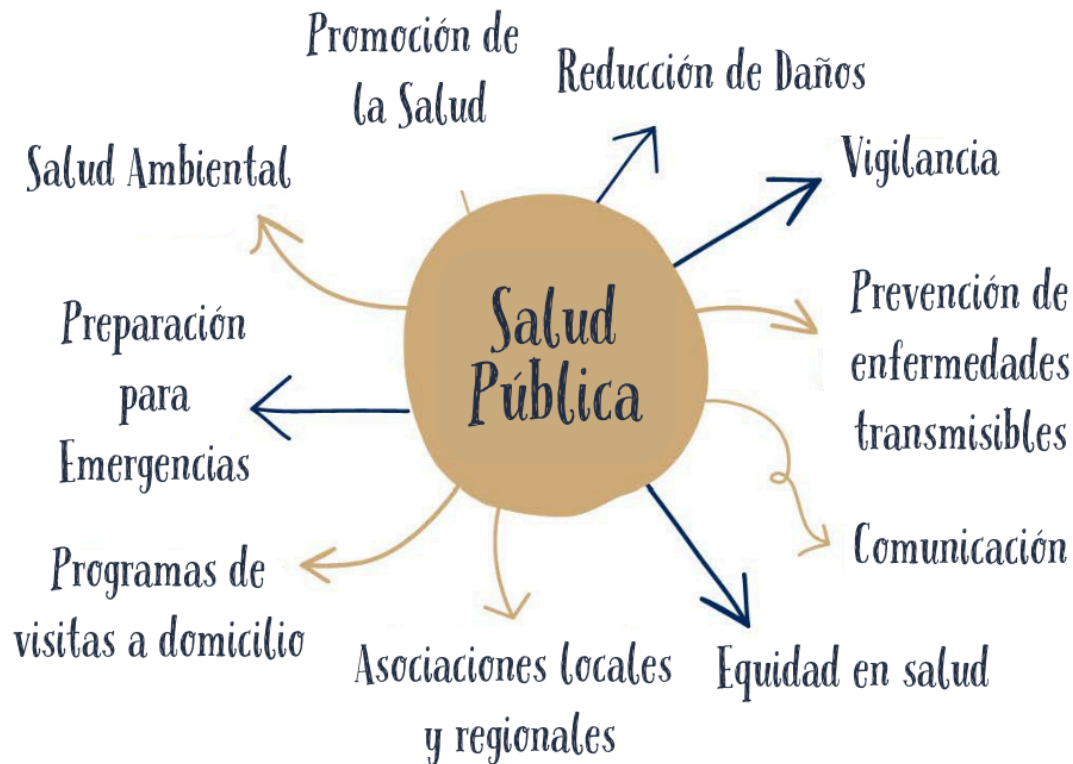 Promoción de
la Salud
Reducción de Daños
Vigilancia
Salud Ambiental
Prevención de
enfermedades
transmisibles
Preparación
para
Emergencias
Salud
Pública
Comunicación
Programas de
visitas a domicilio
Asociaciones locales
y regionales
Equidad en salud